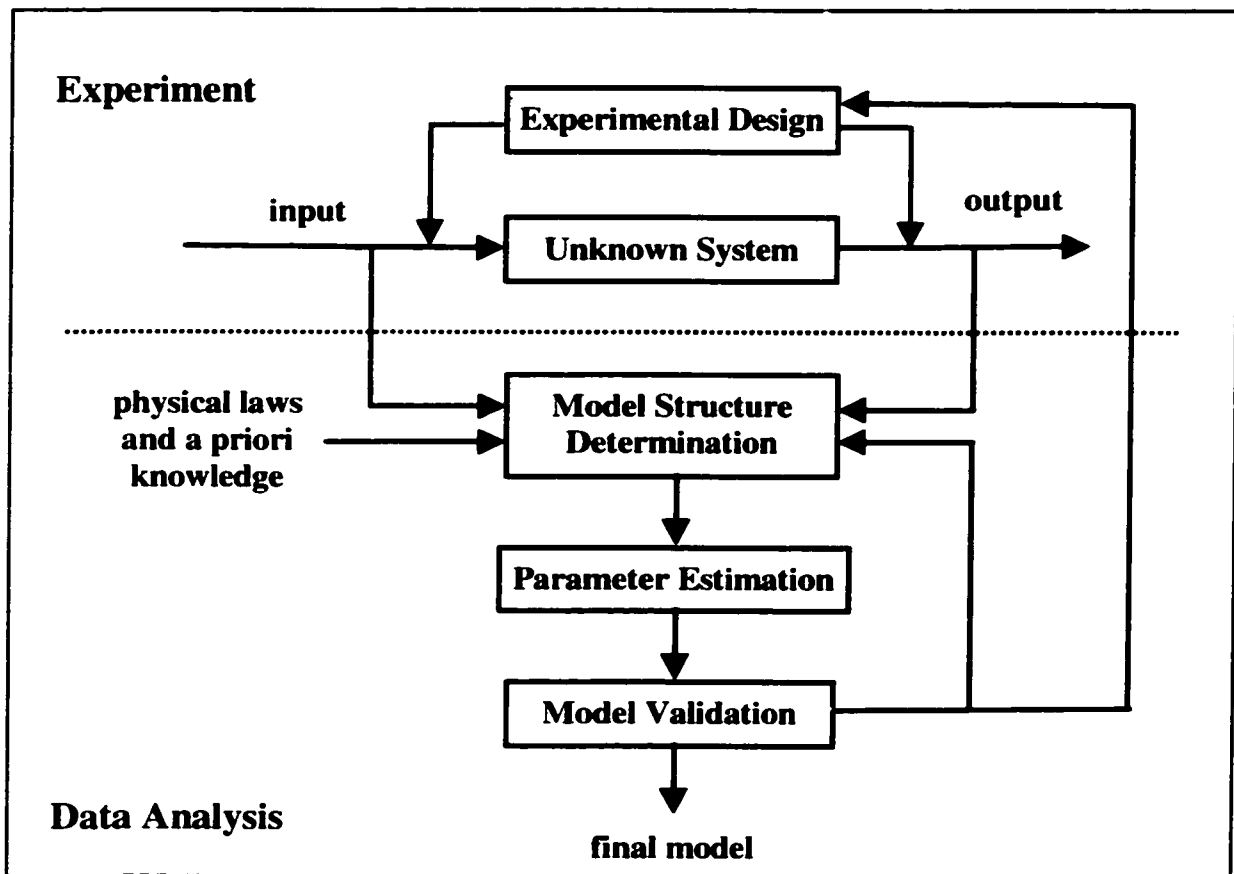 Experiment
Experimental Design
input
output
Unknown System
physical laws
and a priori
knowledge
Model Structure
Determination
Parameter Estimation
Model Validation
Data Analysis
final model